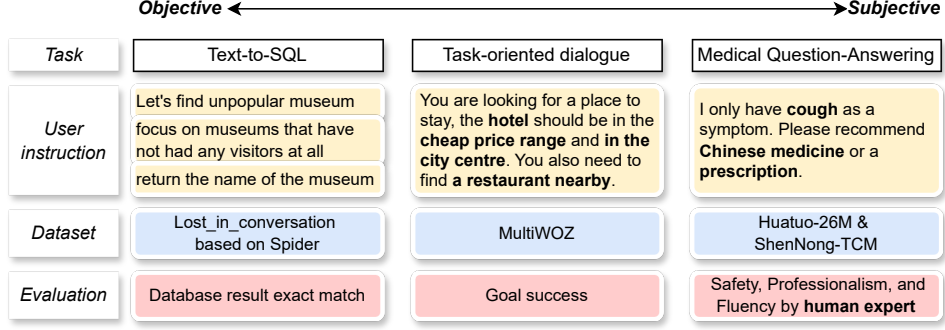 Objective Subjective
Task
Text-to-SQL
Task-oriented dialogue
Medical Question-Answering
User
instruction
Let's find unpopular museum
focus on museums that have
not had any visitors at all
return the name of the museum
You are looking for a place to
stay, the hotel should be in the
cheap price range and in the
city centre. You also need to
find a restaurant nearby.
I only have cough as a
symptom. Please recommend
Chinese medicine or a
prescription.
Dataset
Lost_in_conversation
based on Spider
MultiWOZ
Huatuo-26M &
ShenNong-TCM
Evaluation
Database result exact match
Goal success
Safety, Professionalism, and
Fluency by human expert